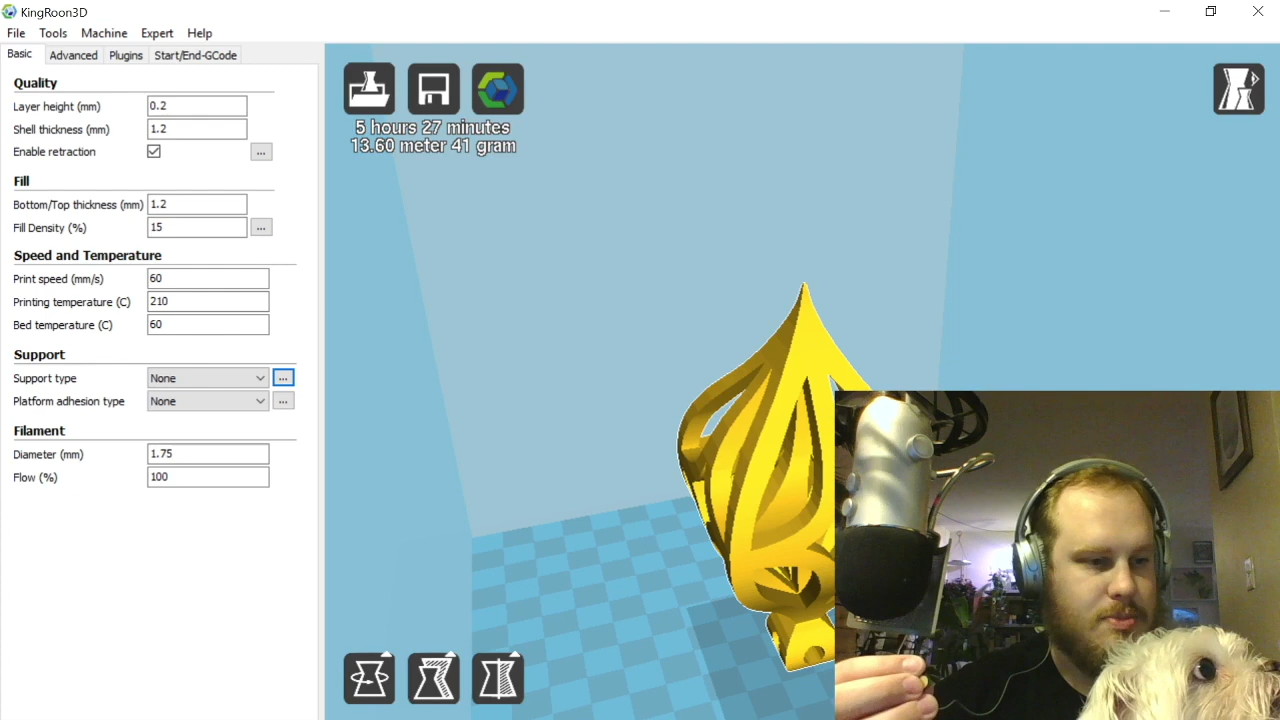 KingRoon3D
File Tools Machine Expert Help
Basic Advanced Plugins Start/End-GCode
Quality
Layer height (mm) 0.2
Shell thickness (mm) 1.2
Enable retraction ...
Fill
Bottom/Top thickness (mm) 1.2
Fill Density (%) 15 ...
Speed and Temperature
Print speed (mm/s) 60
Printing temperature (C) 210
Bed temperature (C) 60
Support
Support type None ...
Platform adhesion type None ...
Filament
Diameter (mm) 1.75
Flow (%) 100
5 hours 27 minutes
13.60 meter 41 gram